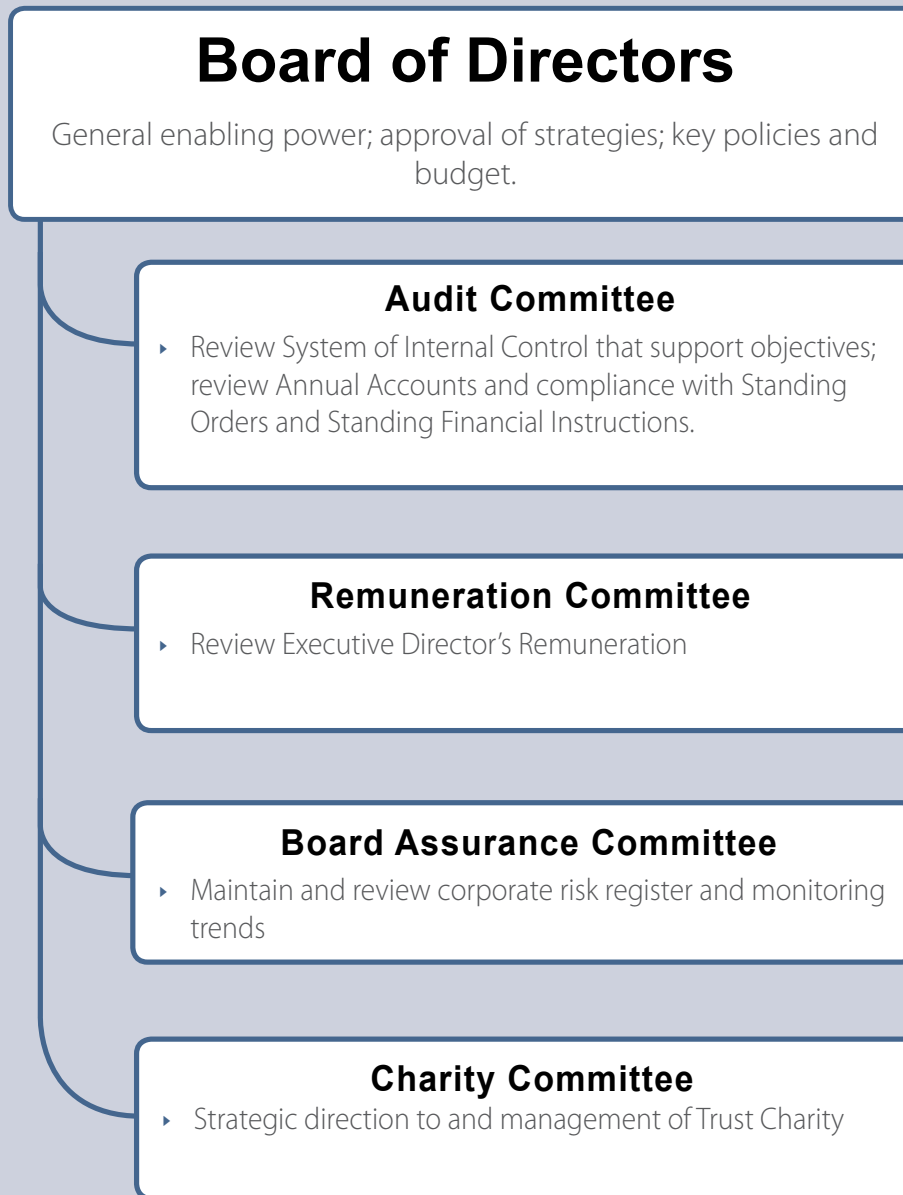 Board of Directors
General enabling power; approval of strategies; key policies and
budget.
Audit Committee
‣ Review System of Internal Control that support objectives;
review Annual Accounts and compliance with Standing
Orders and Standing Financial Instructions.
Remuneration Committee
‣ Review Executive Director’s Remuneration
Board Assurance Committee
‣ Maintain and review corporate risk register and monitoring
trends
Charity Committee
‣ Strategic direction to and management of Trust Charity